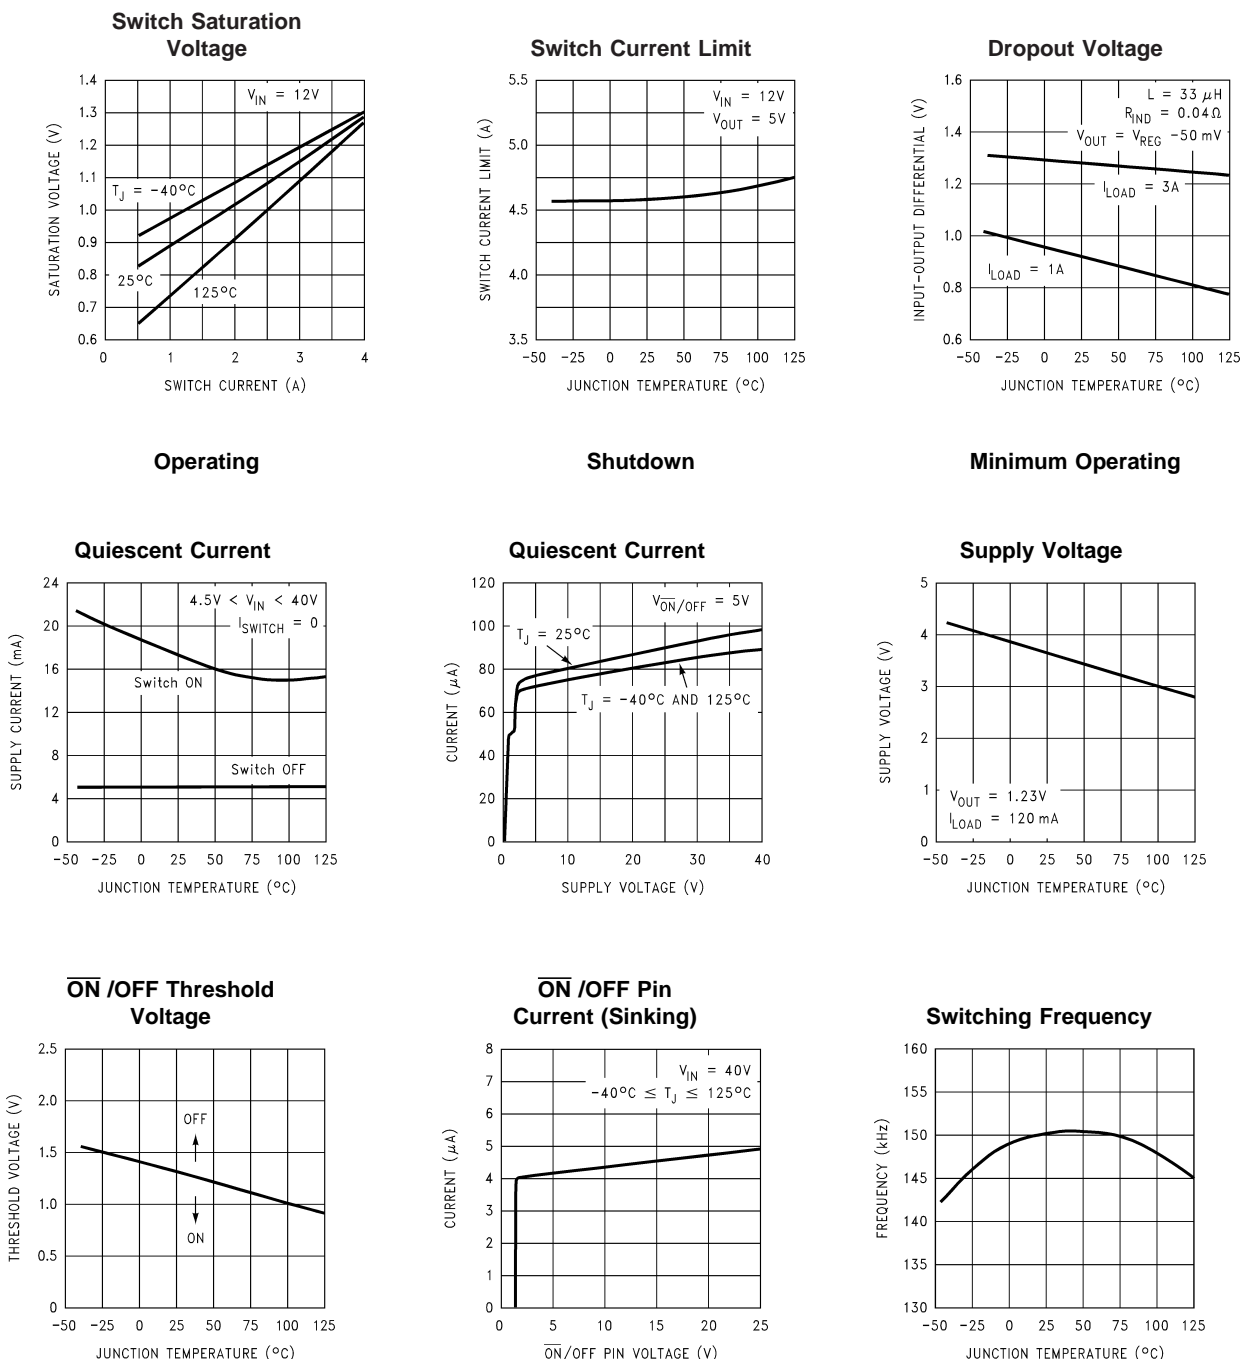 Switch Saturation
Voltage
1.4
1.3
1.2
1.1
1.0
0.9
0.8
0.7
0.6
SATURATION VOLTAGE (V)
V_IN = 12V
T_J = −40°C
25°C
125°C
0 1 2 3 4
SWITCH CURRENT (A)
Switch Current Limit
5.5
5.0
4.5
4.0
3.5
SWITCH CURRENT LIMIT (A)
V_IN = 12V
V_OUT = 5V
−50 −25 0 25 50 75 100 125
JUNCTION TEMPERATURE (°C)
Dropout Voltage
1.6
1.4
1.2
1.0
0.8
0.6
INPUT−OUTPUT DIFFERENTIAL (V)
L = 33 μH
R_IND = 0.04Ω
V_OUT = V_REG −50 mV
I_LOAD = 3A
I_LOAD = 1A
−50 −25 0 25 50 75 100 125
JUNCTION TEMPERATURE (°C)
Operating
Quiescent Current
24
20
16
12
8
4
0
SUPPLY CURRENT (mA)
4.5V < V_IN < 40V
I_SWITCH = 0
Switch ON
Switch OFF
−50 −25 0 25 50 75 100 125
JUNCTION TEMPERATURE (°C)
Shutdown
Quiescent Current
120
100
80
60
40
20
0
CURRENT (μA)
V_ON/OFF = 5V
T_J = 25°C
T_J = −40°C AND 125°C
0 10 20 30 40
SUPPLY VOLTAGE (V)
Minimum Operating
Supply Voltage
5
4
3
2
1
0
SUPPLY VOLTAGE (V)
V_OUT = 1.23V
I_LOAD = 120 mA
−50 −25 0 25 50 75 100 125
JUNCTION TEMPERATURE (°C)
ON /OFF Threshold
Voltage
2.5
2.0
1.5
1.0
0.5
0
THRESHOLD VOLTAGE (V)
OFF
ON
−50 −25 0 25 50 75 100 125
JUNCTION TEMPERATURE (°C)
ON /OFF Pin
Current (Sinking)
8
7
6
5
4
3
2
1
0
CURRENT (μA)
V_IN = 40V
−40°C ≤ T_J ≤ 125°C
0 5 10 15 20 25
ON/OFF PIN VOLTAGE (V)
Switching Frequency
160
155
150
145
140
135
130
FREQUENCY (kHz)
−50 −25 0 25 50 75 100 125
JUNCTION TEMPERATURE (°C)